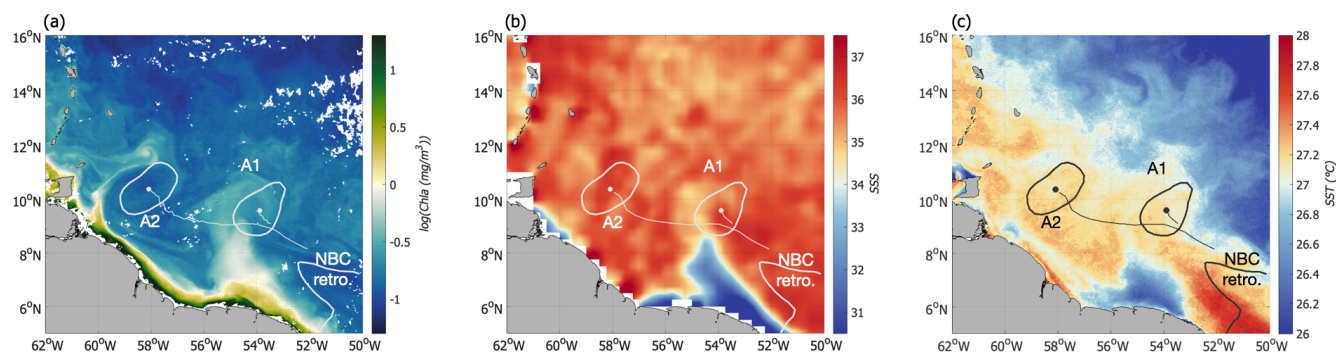 (a)
16°N
14°N
12°N
10°N
8°N
6°N
62°W 60°W 58°W 56°W 54°W 52°W 50°W
A1
A2
NBC
retro.
1
0.5
0
-0.5
-1
log(Chla (mg/m³))
(b)
16°N
14°N
12°N
10°N
8°N
6°N
62°W 60°W 58°W 56°W 54°W 52°W 50°W
A1
A2
NBC
retro.
37
36
35
34
33
32
31
SSS
(c)
16°N
14°N
12°N
10°N
8°N
6°N
62°W 60°W 58°W 56°W 54°W 52°W 50°W
A1
A2
NBC
retro.
28
27.8
27.6
27.4
27.2
27
26.8
26.6
26.4
26.2
26
SST (°C)